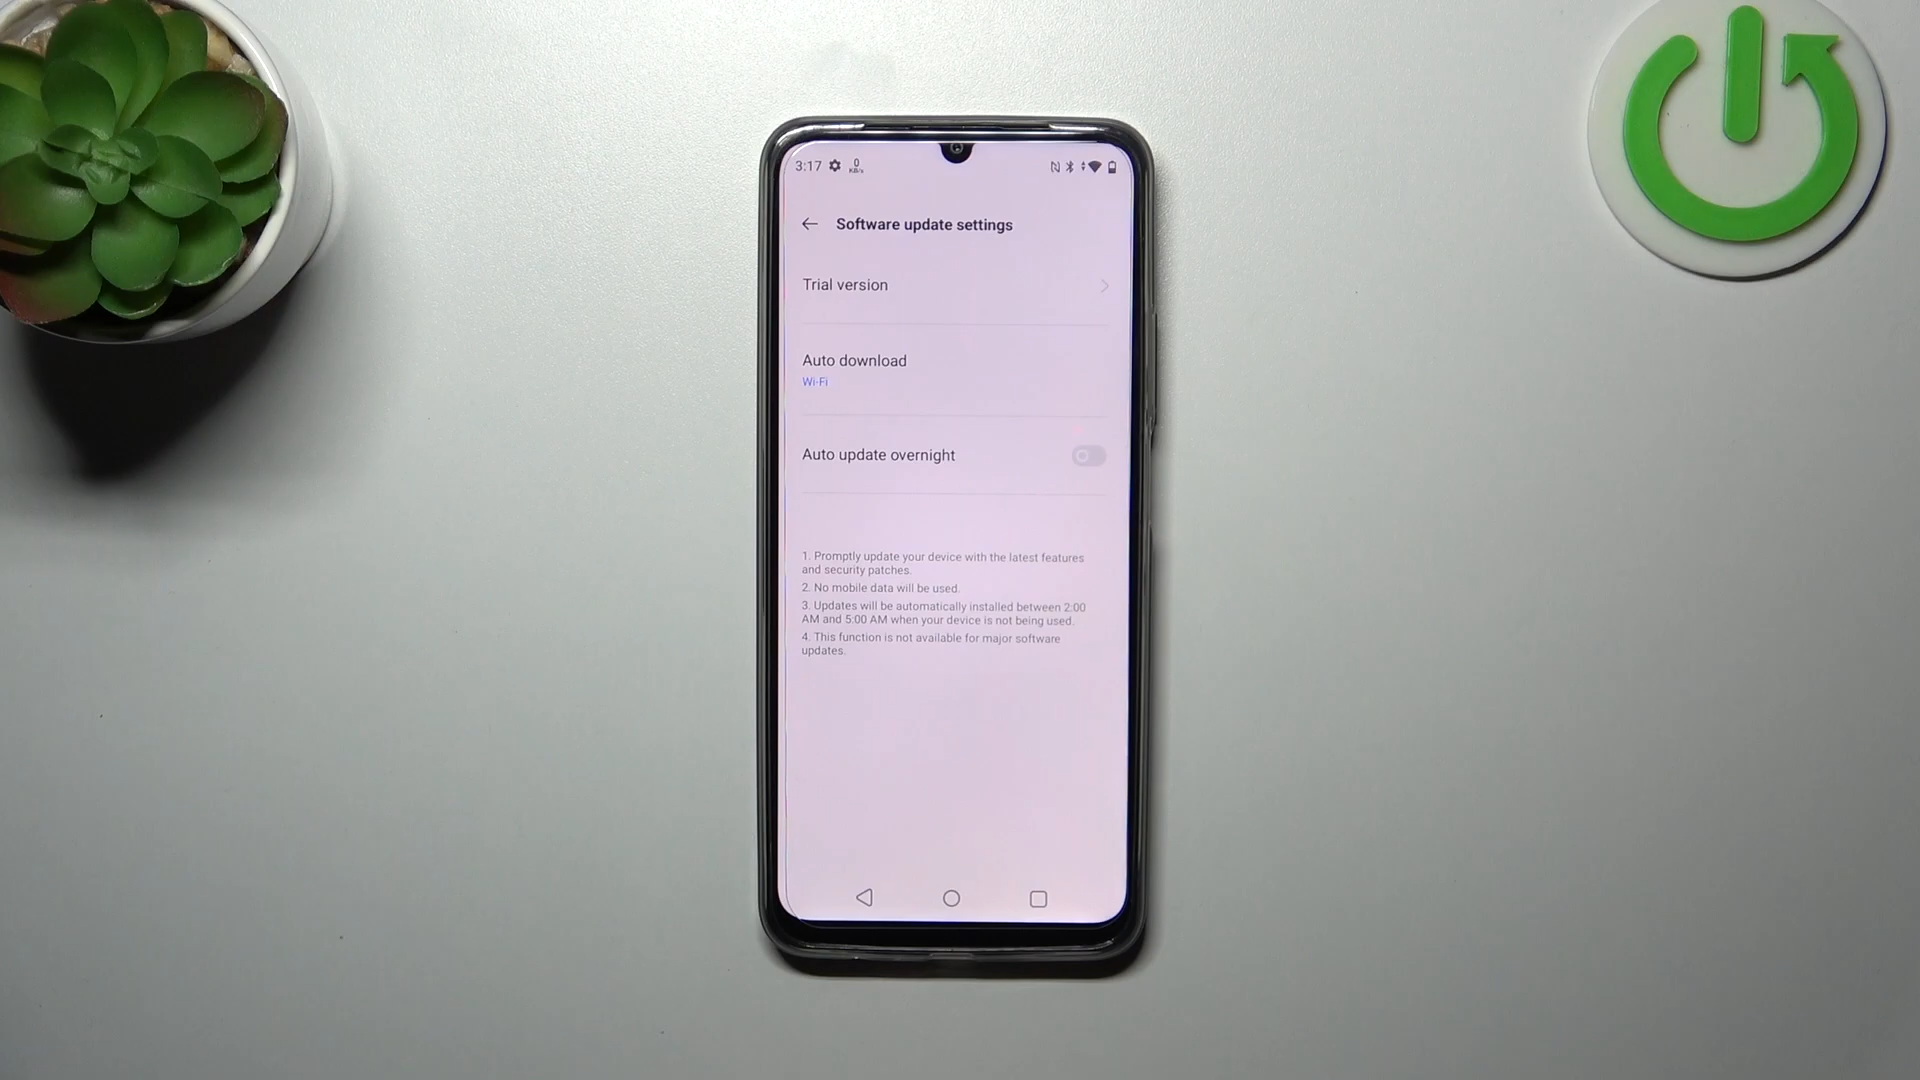 3:17 0 KB/s
Software update settings
Trial version
Auto download
Wi-Fi
Auto update overnight
1. Promptly update your device with the latest features
and security patches.
2. No mobile data will be used.
3. Updates will be automatically installed between 2:00
AM and 5:00 AM when your device is not being used.
4. This function is not available for major software
updates.